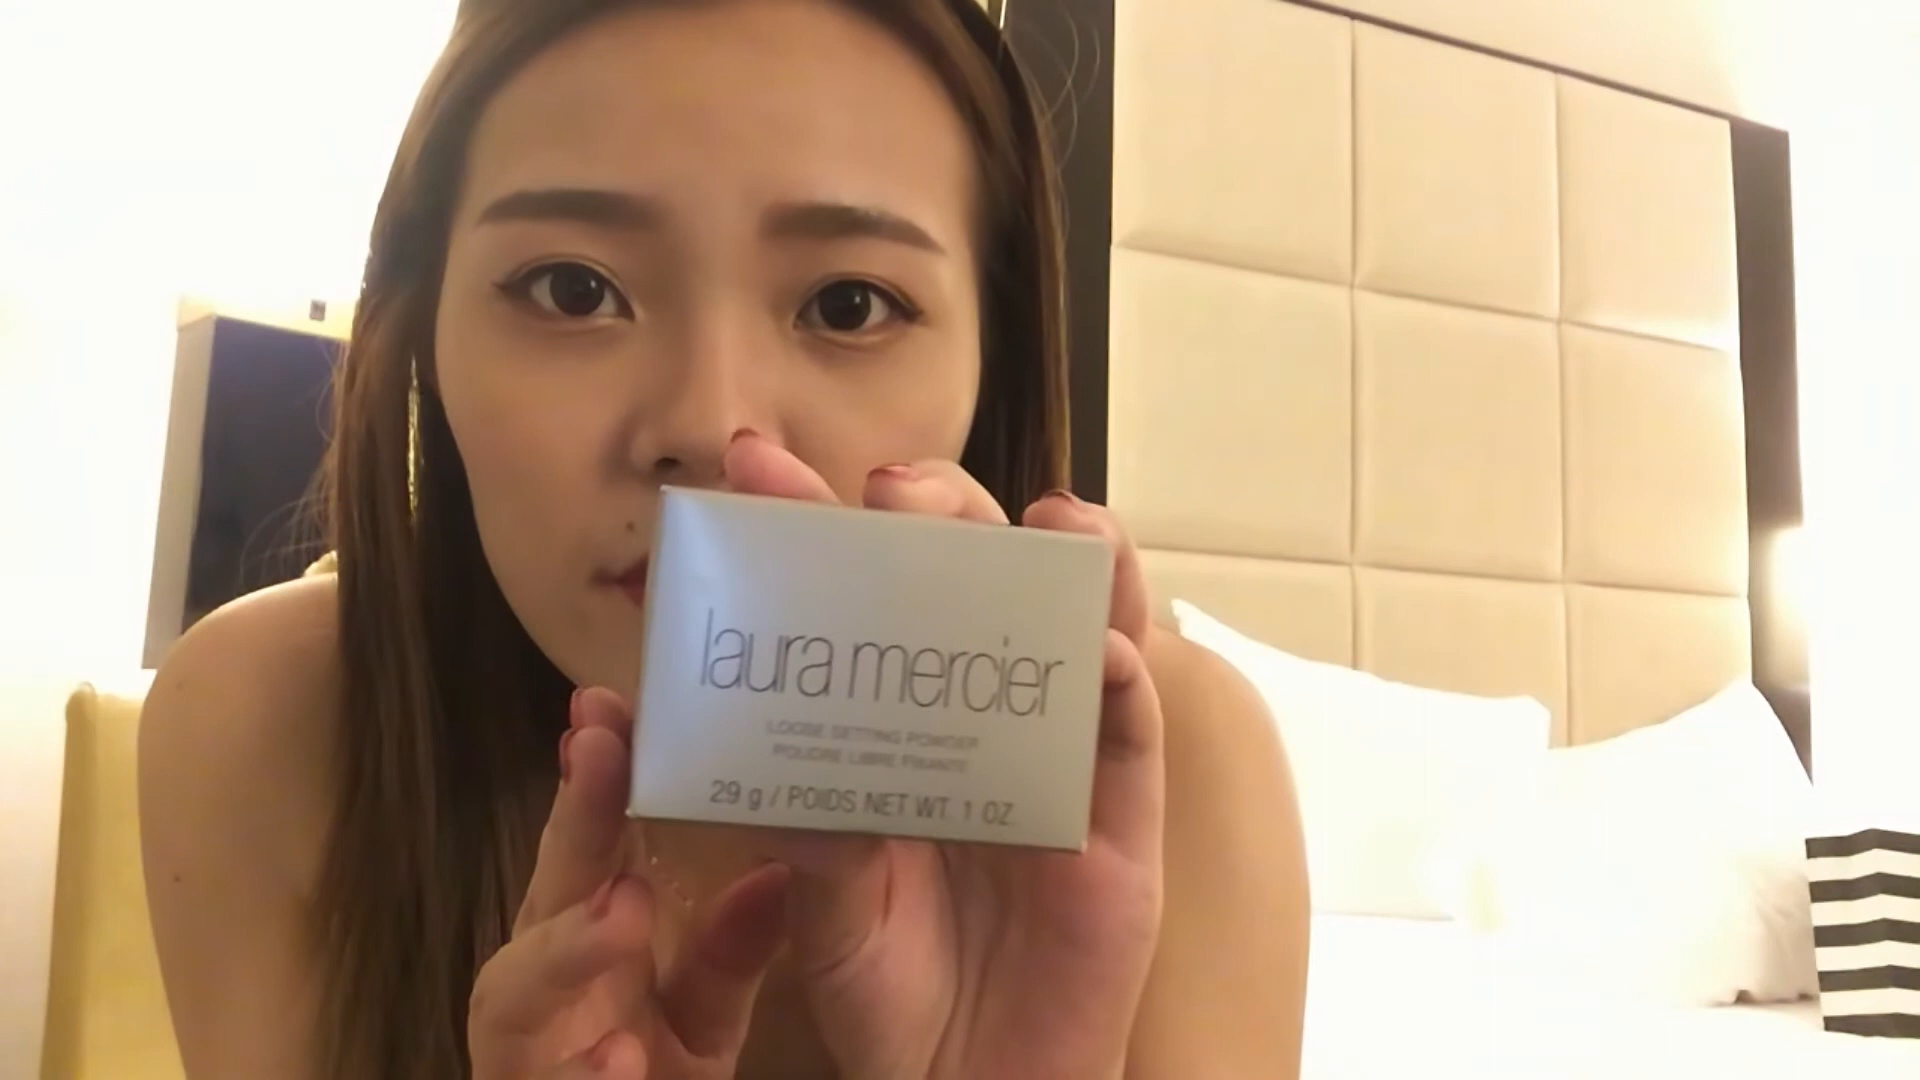 laura mercier
LOOSE SETTING POWDER
POUDRE LIBRE FIXANTE
29 g / POIDS NET WT. 1 OZ.